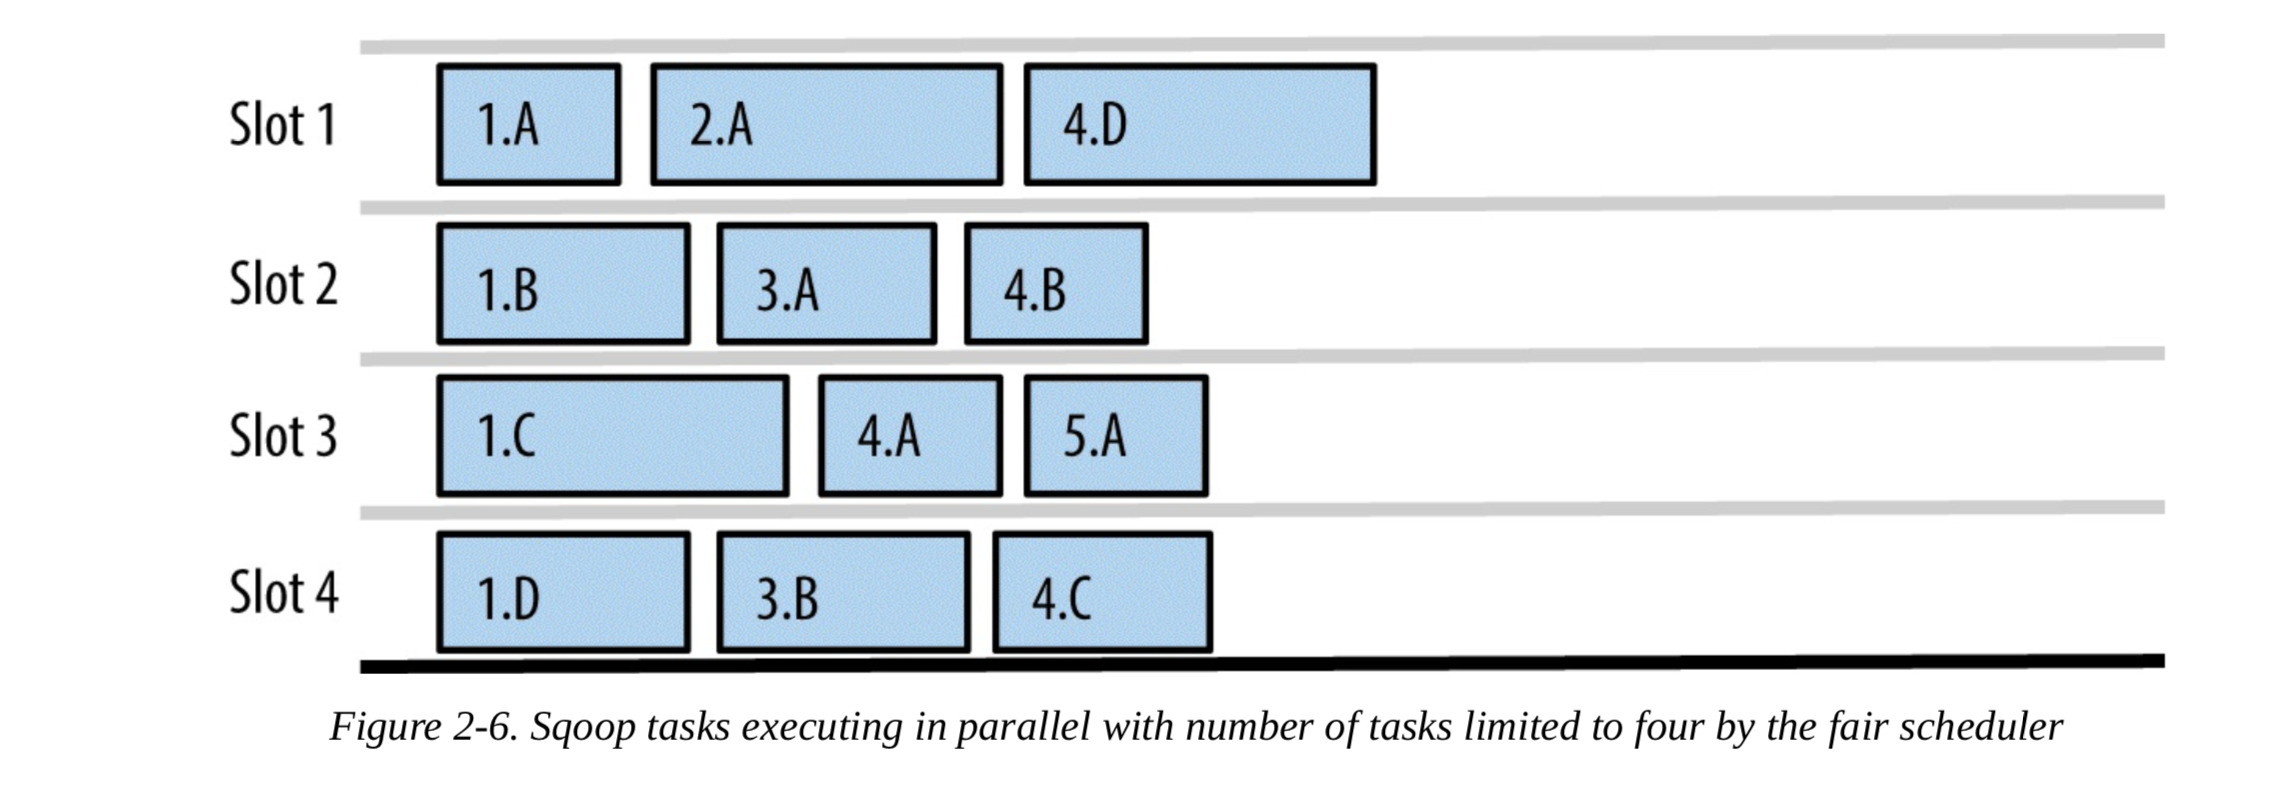 Slot 1 1.A 2.A 4.D
Slot 2 1.B 3.A 4.B
Slot 3 1.C 4.A 5.A
Slot 4 1.D 3.B 4.C
Figure 2-6. Sqoop tasks executing in parallel with number of tasks limited to four by the fair scheduler